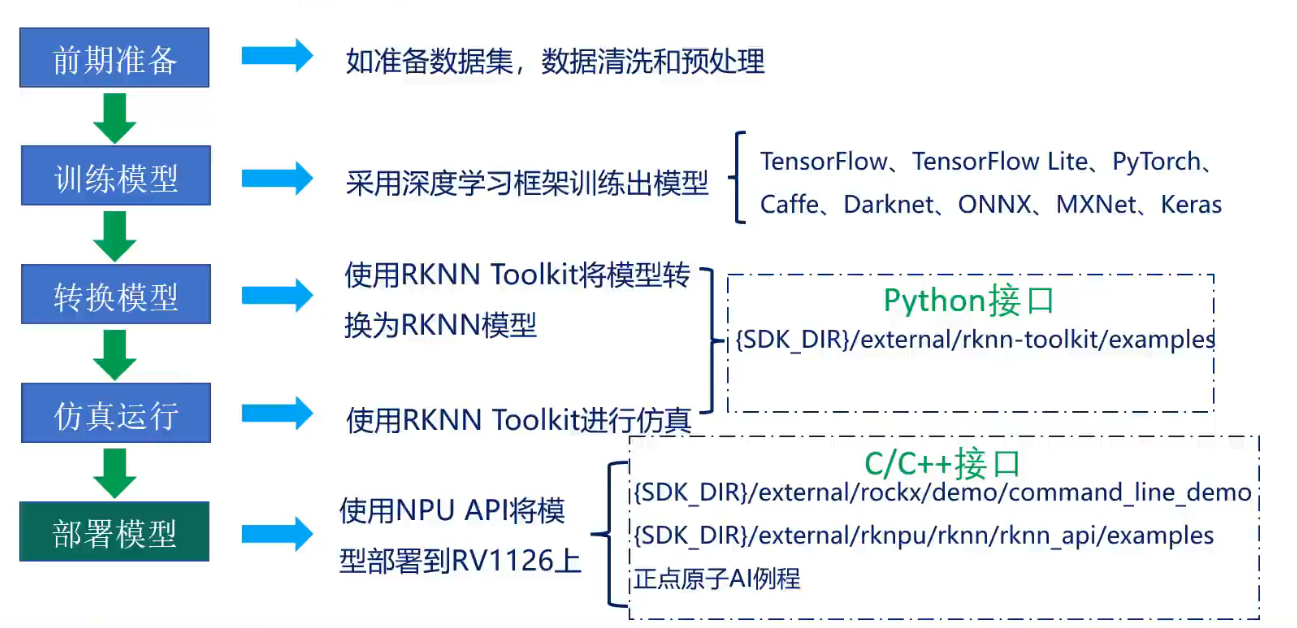 前期准备
如准备数据集，数据清洗和预处理
训练模型
采用深度学习框架训练出模型
TensorFlow、TensorFlow Lite、PyTorch、
Caffe、Darknet、ONNX、MXNet、Keras
转换模型
使用RKNN Toolkit将模型转
换为RKNN模型
Python接口
{SDK_DIR}/external/rknn-toolkit/examples
仿真运行
使用RKNN Toolkit进行仿真
部署模型
使用NPU API将模
型部署到RV1126上
C/C++接口
{SDK_DIR}/external/rockx/demo/command_line_demo
{SDK_DIR}/external/rknpu/rknn/rknn_api/examples
正点原子AI例程